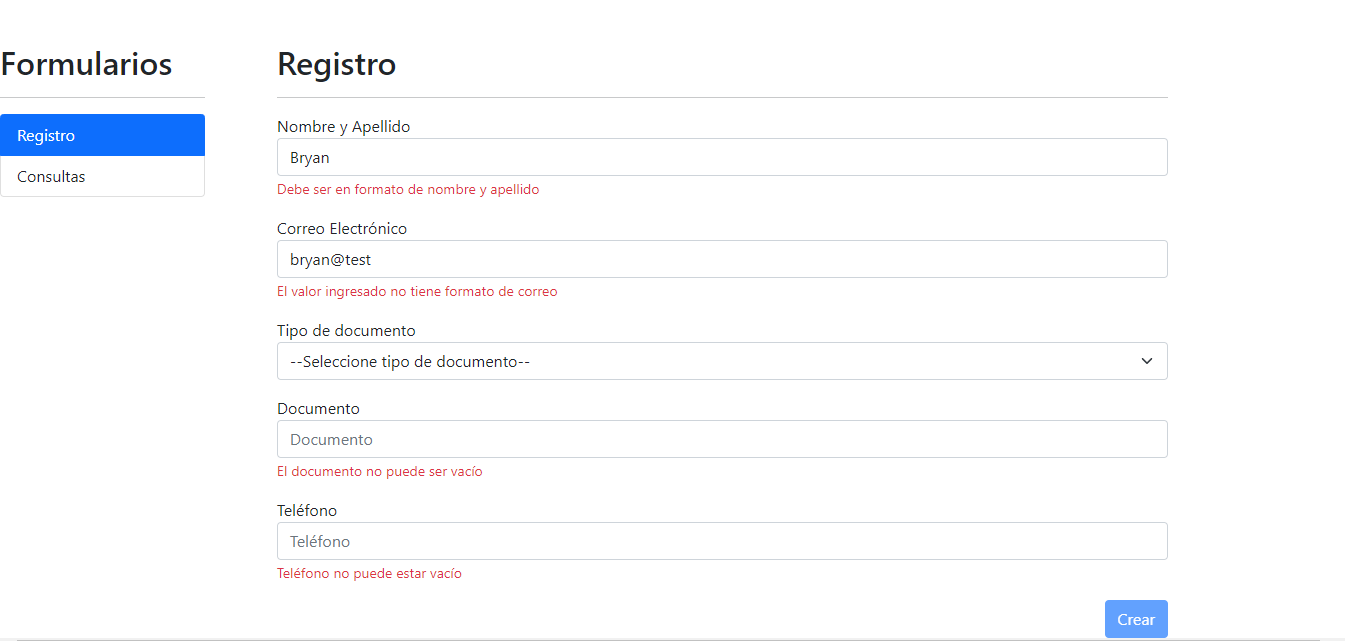 Formularios
Registro
Consultas
Registro
Nombre y Apellido
Bryan
Debe ser en formato de nombre y apellido
Correo Electrónico
bryan@test
El valor ingresado no tiene formato de correo
Tipo de documento
--Seleccione tipo de documento--
Documento
Documento
El documento no puede ser vacío
Teléfono
Teléfono
Teléfono no puede estar vacío
Crear